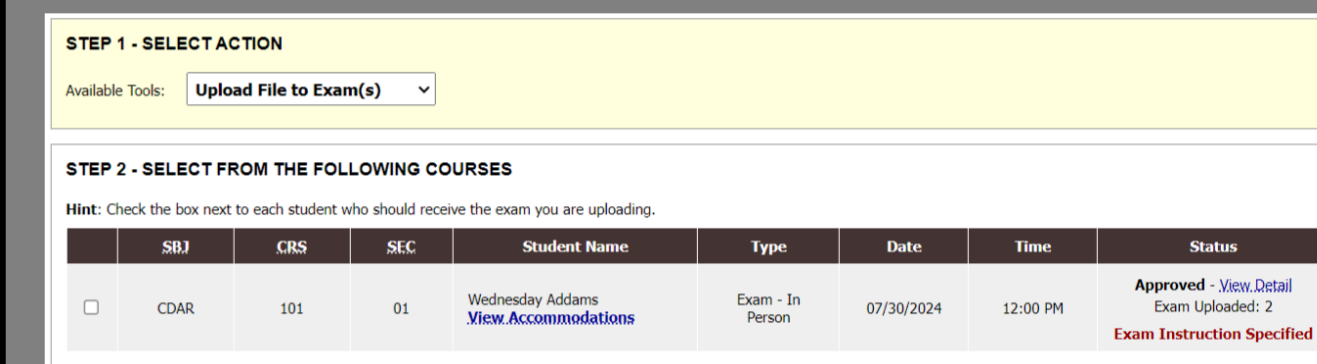 STEP 1 - SELECT ACTION
Available Tools: Upload File to Exam(s)
STEP 2 - SELECT FROM THE FOLLOWING COURSES
Hint: Check the box next to each student who should receive the exam you are uploading.
SBJ CRS SEC Student Name Type Date Time Status
CDAR 101 01 Wednesday Addams View Accommodations Exam - In Person 07/30/2024 12:00 PM Approved - View Detail
Exam Uploaded: 2
Exam Instruction Specified